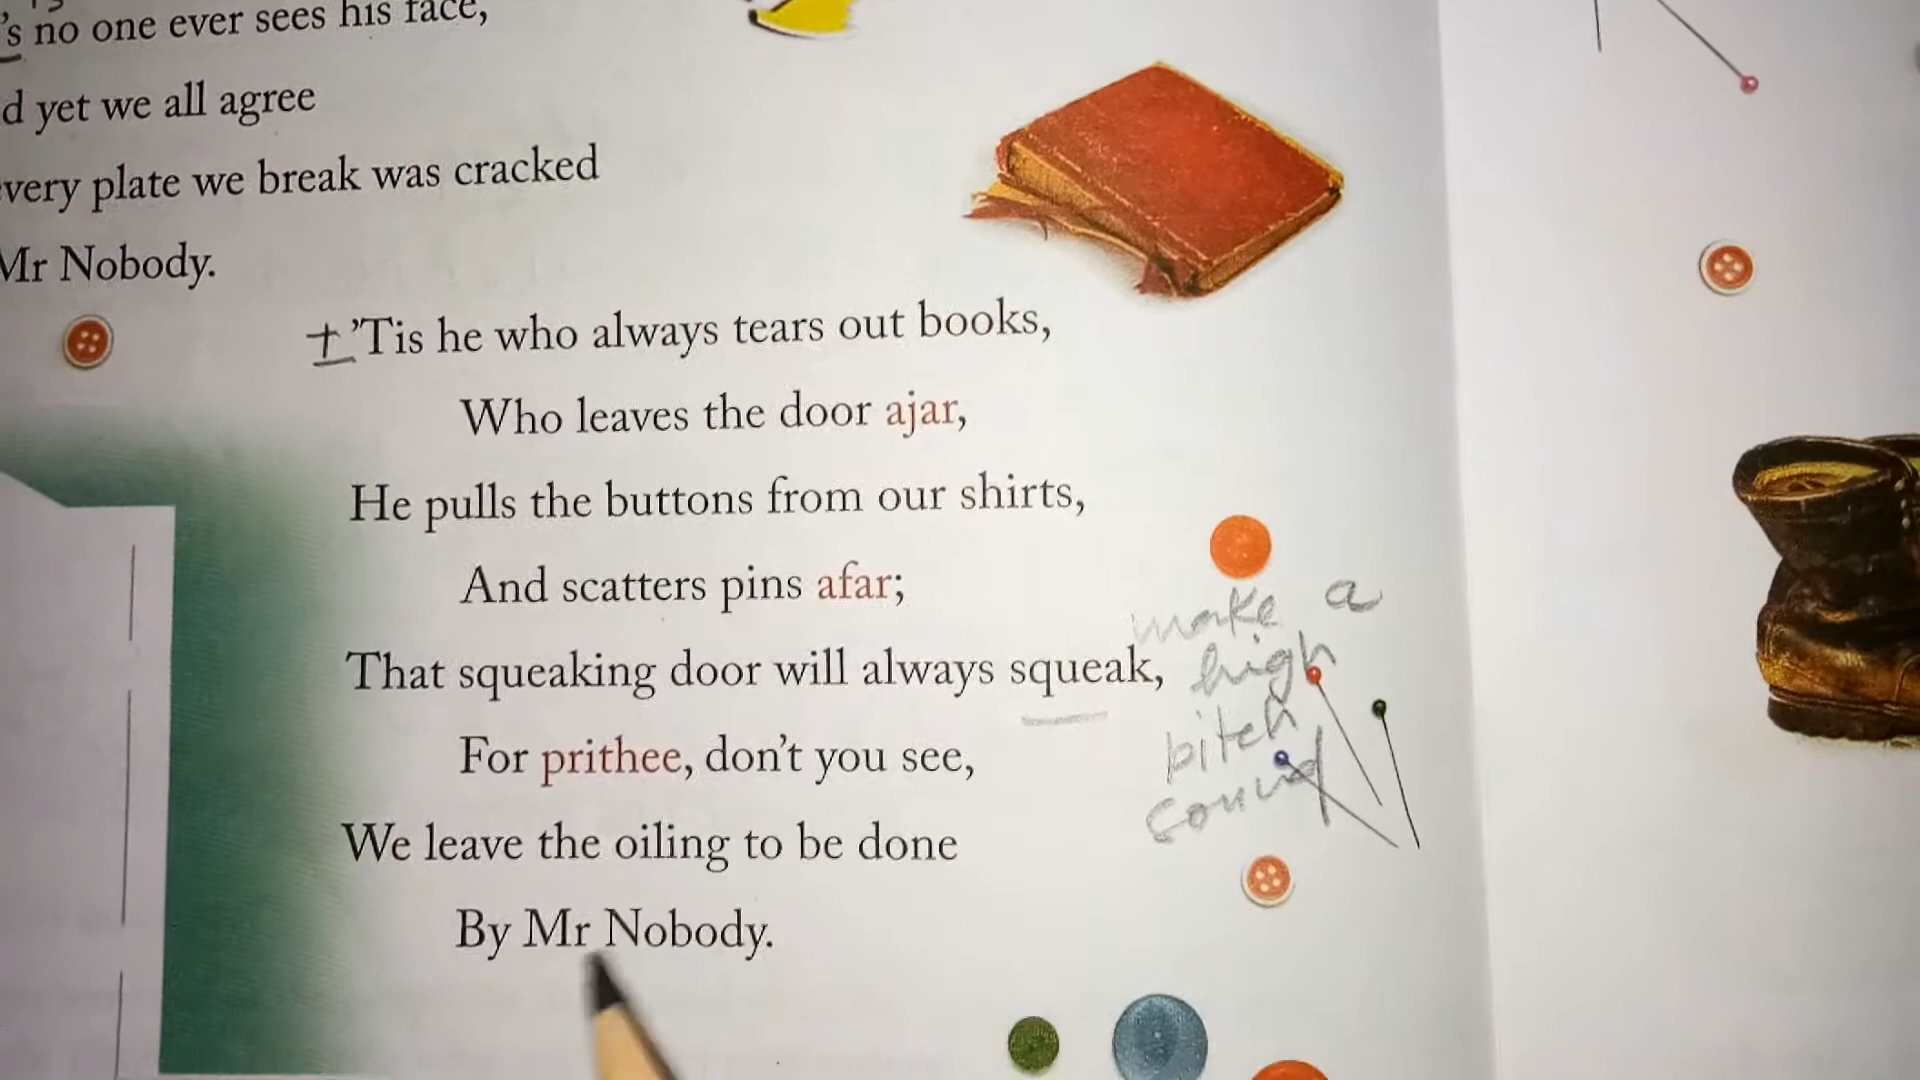 's no one ever sees his face,
d yet we all agree
very plate we break was cracked
Mr Nobody.
'Tis he who always tears out books,
Who leaves the door ajar,
He pulls the buttons from our shirts,
And scatters pins afar;
make a
That squeaking door will always squeak,
high
pitch
For prithee, don't you see,
sound
We leave the oiling to be done
By Mr Nobody.